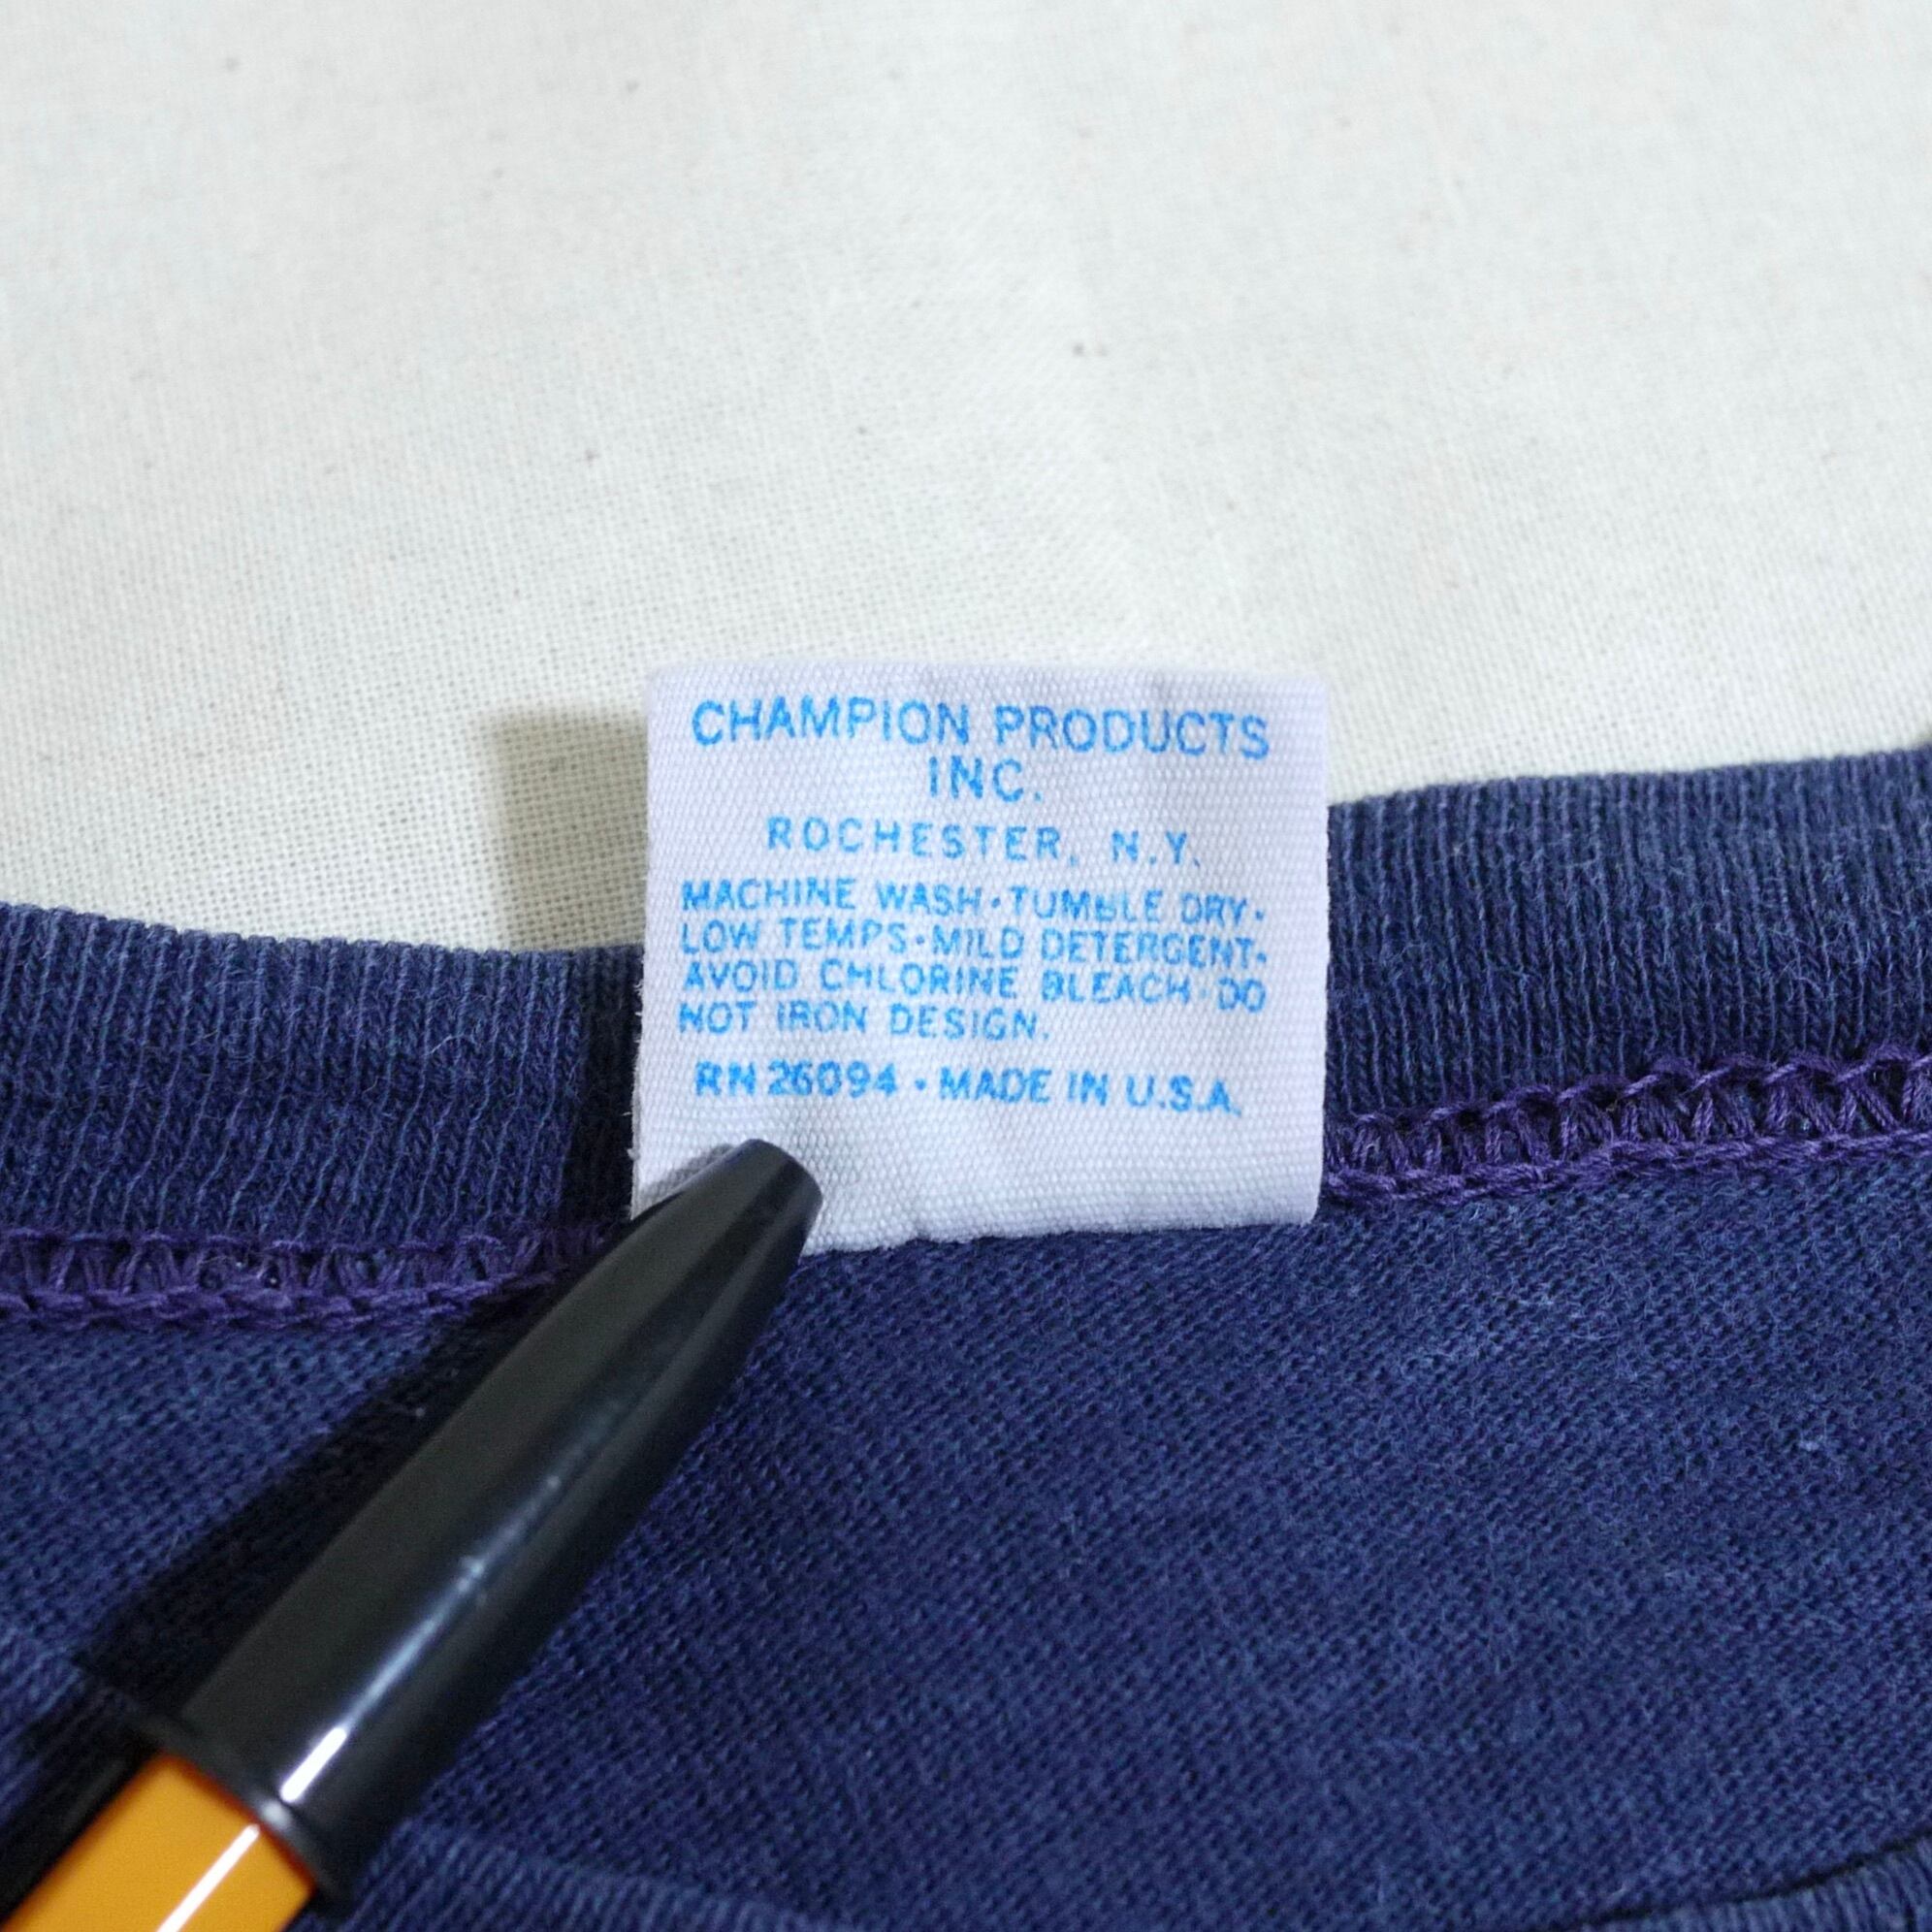 CHAMPION PRODUCTS
INC.
ROCHESTER, N.Y.
MACHINE WASH•TUMBLE DRY•
LOW TEMPS•MILD DETERGENT•
AVOID CHLORINE BLEACH•DO
NOT IRON DESIGN.
RN 26094 • MADE IN U.S.A.